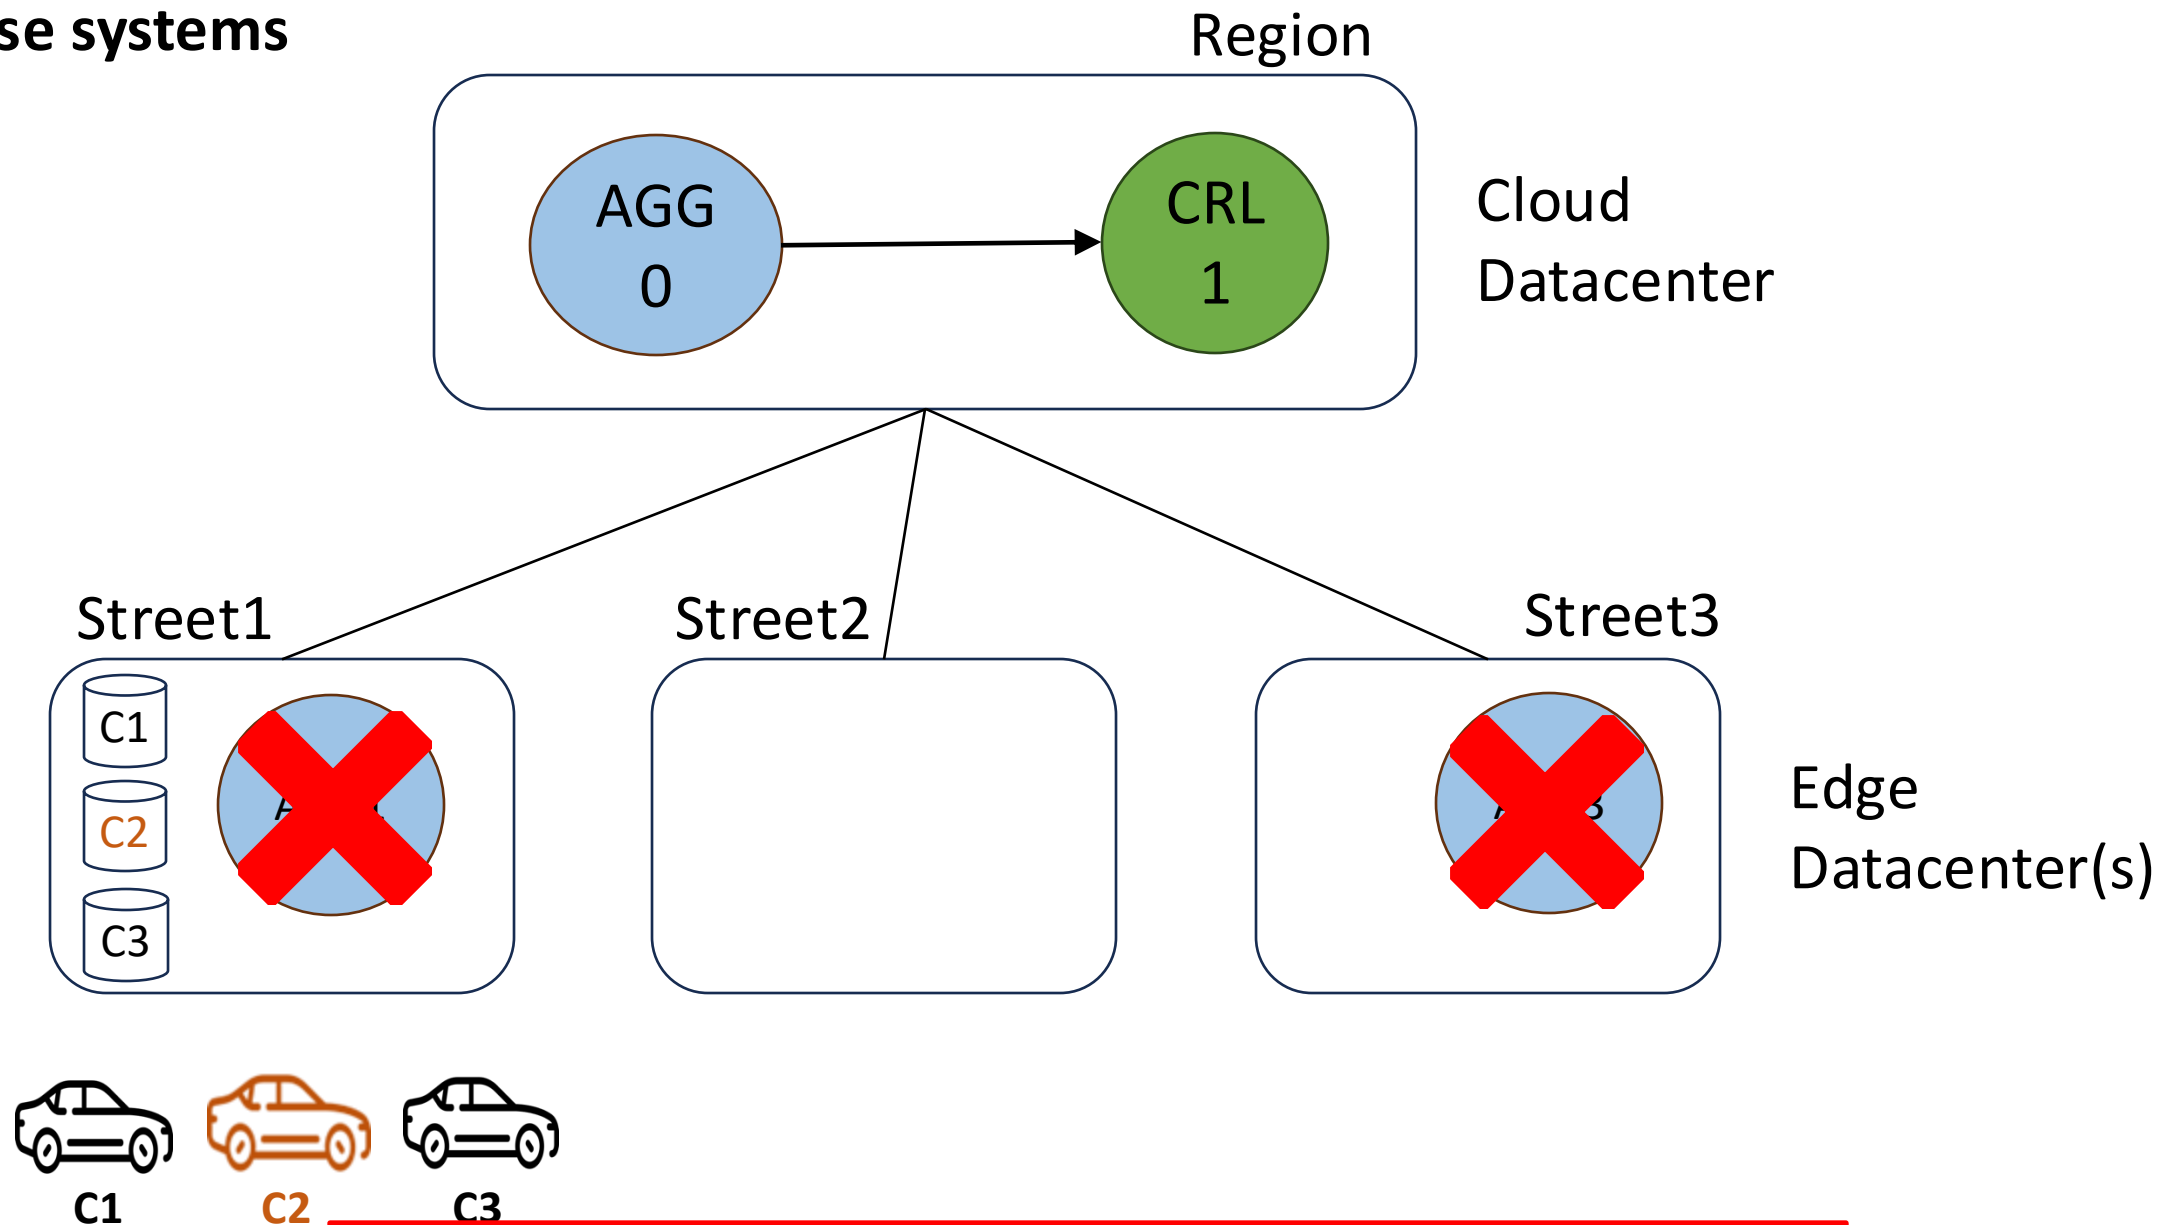 se systems
Region
AGG
0
CRL
1
Cloud
Datacenter
Street1
Street2
Street3
C1
C2
C3
Edge
Datacenter(s)
C1
C2
C3